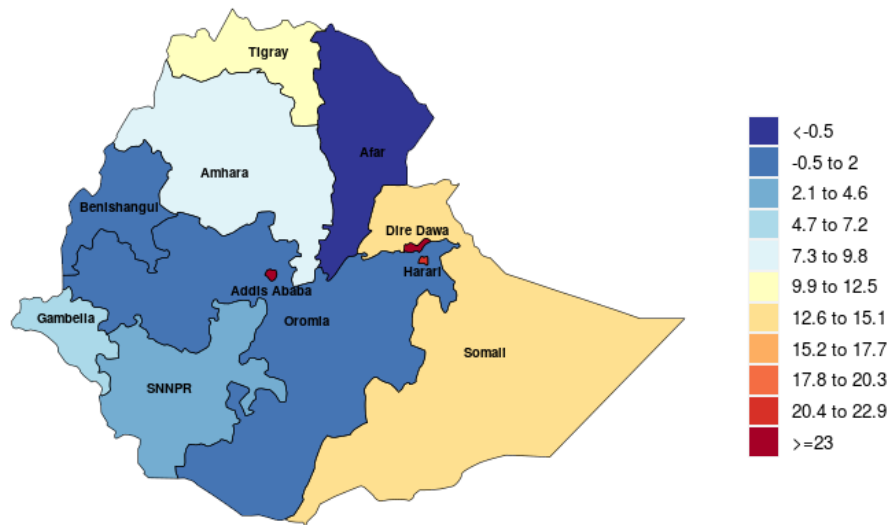 Tigray
Afar
Amhara
Benishangul
Dire Dawa
Harari
Addis Ababa
Gambella
Oromia
Somali
SNNPR
<-0.5
-0.5 to 2
2.1 to 4.6
4.7 to 7.2
7.3 to 9.8
9.9 to 12.5
12.6 to 15.1
15.2 to 17.7
17.8 to 20.3
20.4 to 22.9
>=23